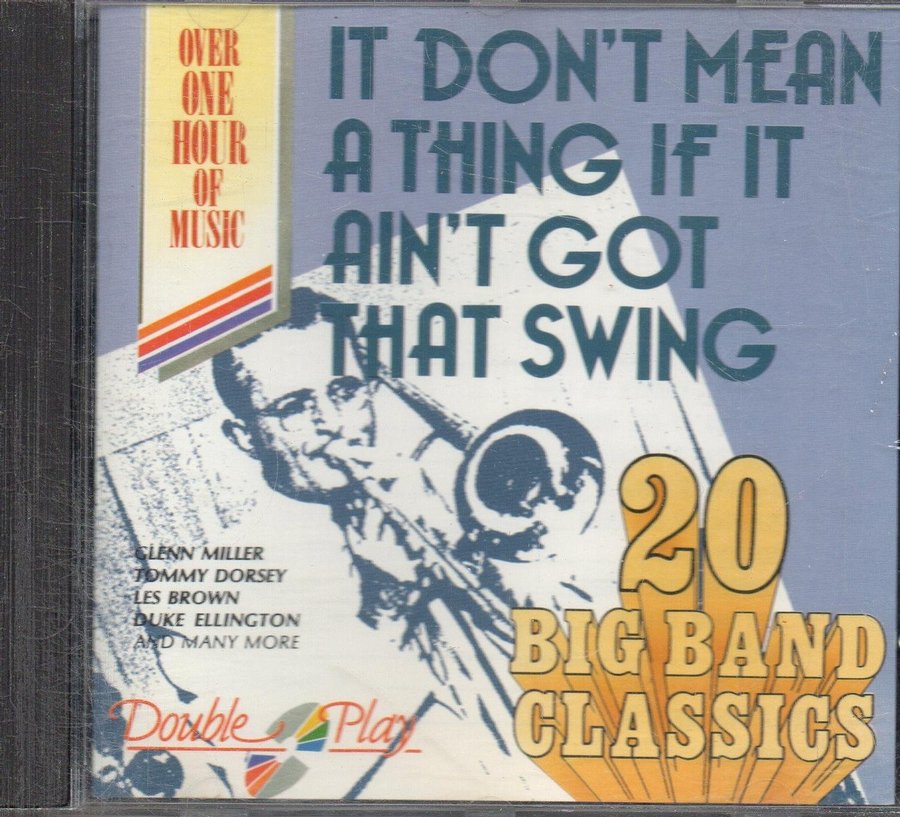 OVER
ONE
HOUR
OF
MUSIC
IT DON'T MEAN
A THING IF IT
AIN'T GOT
THAT SWING
GLENN MILLER
TOMMY DORSEY
LES BROWN
DUKE ELLINGTON
AND MANY MORE
20
BIG BAND
CLASSICS
Double Play